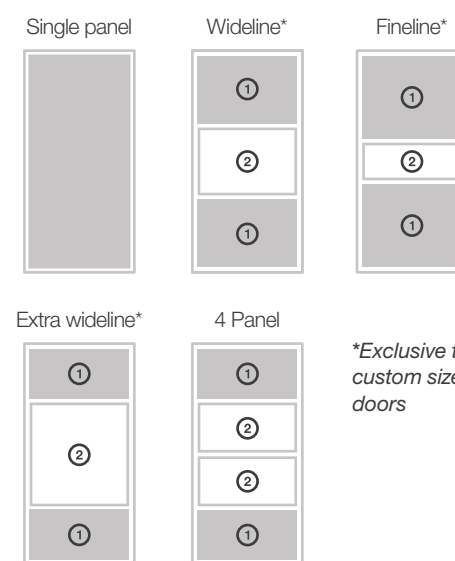 Single panel
Wideline*
Fineline*
1
1
2
2
1
1
Extra wideline*
4 Panel
*Exclusive t
custom size
doors
1
1
2
2
2
1
1